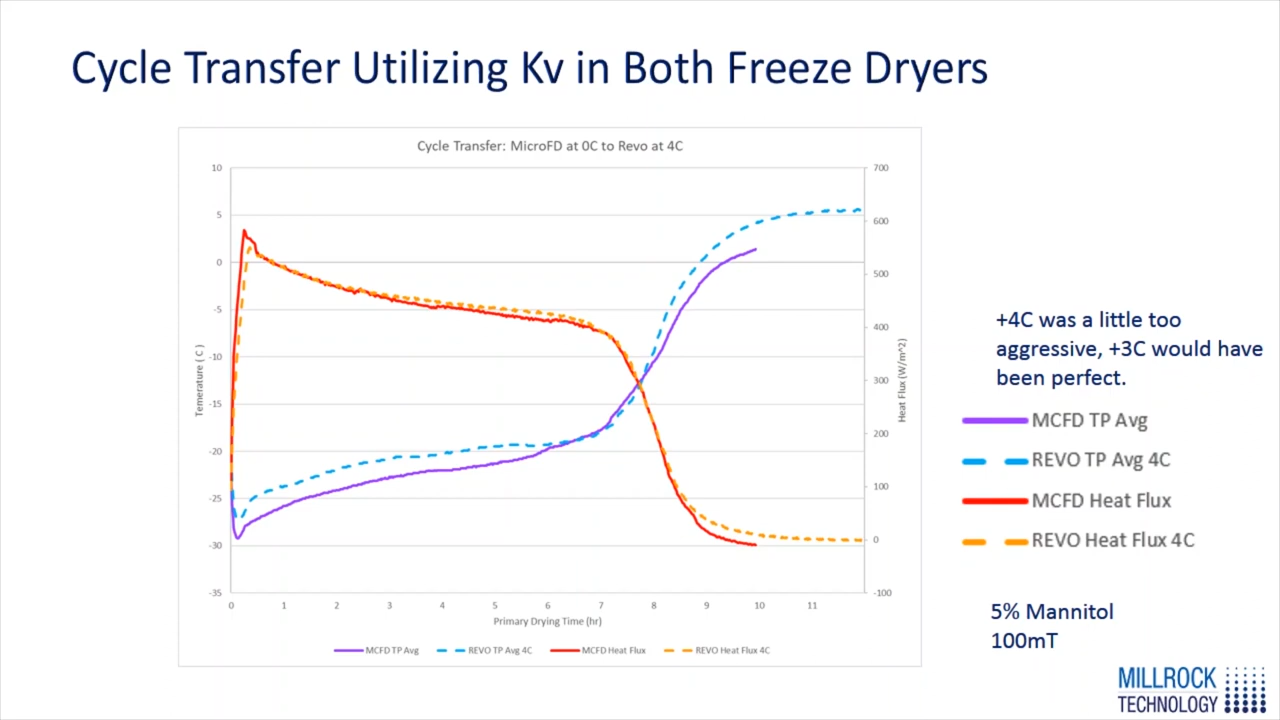 Cycle Transfer Utilizing Kv in Both Freeze Dryers
Cycle Transfer: MicroFD at 0C to Revo at 4C
10
5
0
-5
-10
-15
-20
-25
-30
-35
Temerature ( C )
700
600
500
400
300
200
100
0
-100
Heat Flux (W/m^2)
0 1 2 3 4 5 6 7 8 9 10 11
Primary Drying Time (hr)
MCFD TP Avg REVO TP Avg 4C MCFD Heat Flux REVO Heat Flux 4C
+4C was a little too
aggressive, +3C would have
been perfect.
MCFD TP Avg
REVO TP Avg 4C
MCFD Heat Flux
REVO Heat Flux 4C
5% Mannitol
100mT
MILLROCK
TECHNOLOGY